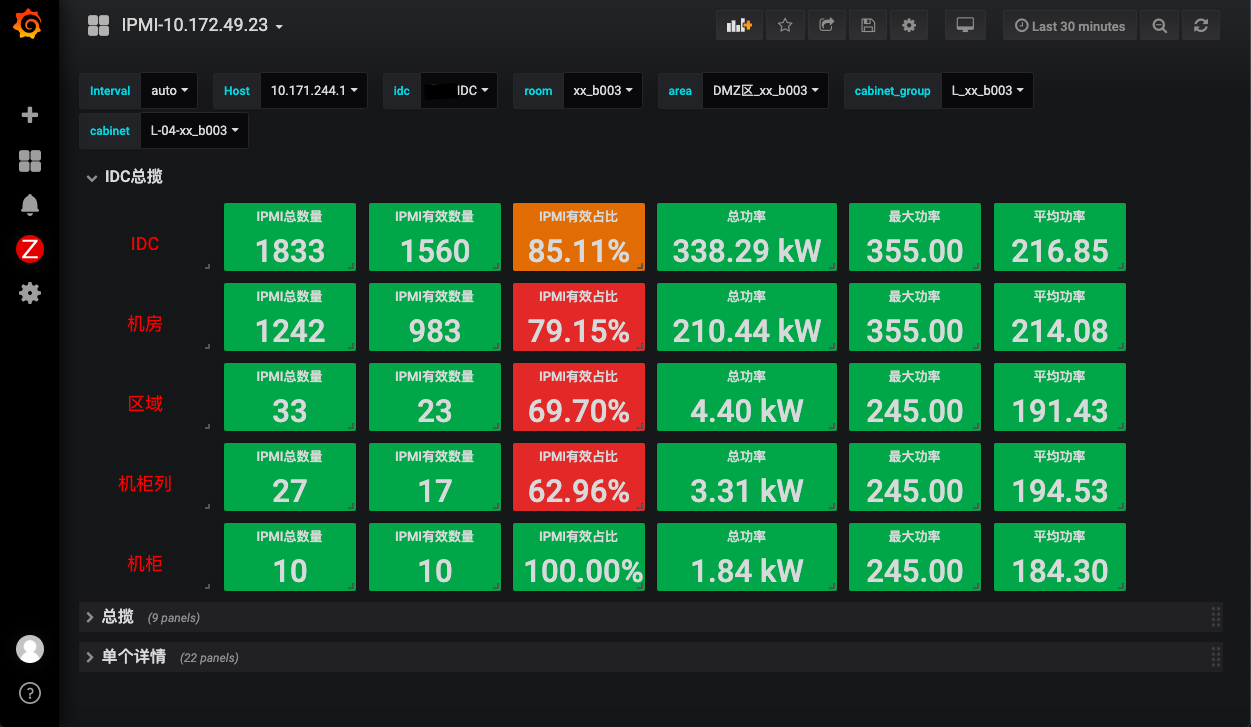 IPMI-10.172.49.23
Last 30 minutes
Interval auto Host 10.171.244.1 idc IDC room xx_b003 area DMZ区_xx_b003 cabinet_group L_xx_b003
cabinet L-04-xx_b003
IDC总揽
IPMI总数量 IPMI有效数量 IPMI有效占比 总功率 最大功率 平均功率
IDC 1833 1560 85.11% 338.29 kW 355.00 216.85
IPMI总数量 IPMI有效数量 IPMI有效占比 总功率 最大功率 平均功率
机房 1242 983 79.15% 210.44 kW 355.00 214.08
IPMI总数量 IPMI有效数量 IPMI有效占比 总功率 最大功率 平均功率
区域 33 23 69.70% 4.40 kW 245.00 191.43
IPMI总数量 IPMI有效数量 IPMI有效占比 总功率 最大功率 平均功率
机柜列 27 17 62.96% 3.31 kW 245.00 194.53
IPMI总数量 IPMI有效数量 IPMI有效占比 总功率 最大功率 平均功率
机柜 10 10 100.00% 1.84 kW 245.00 184.30
总揽 (9 panels)
单个详情 (22 panels)
Z
?